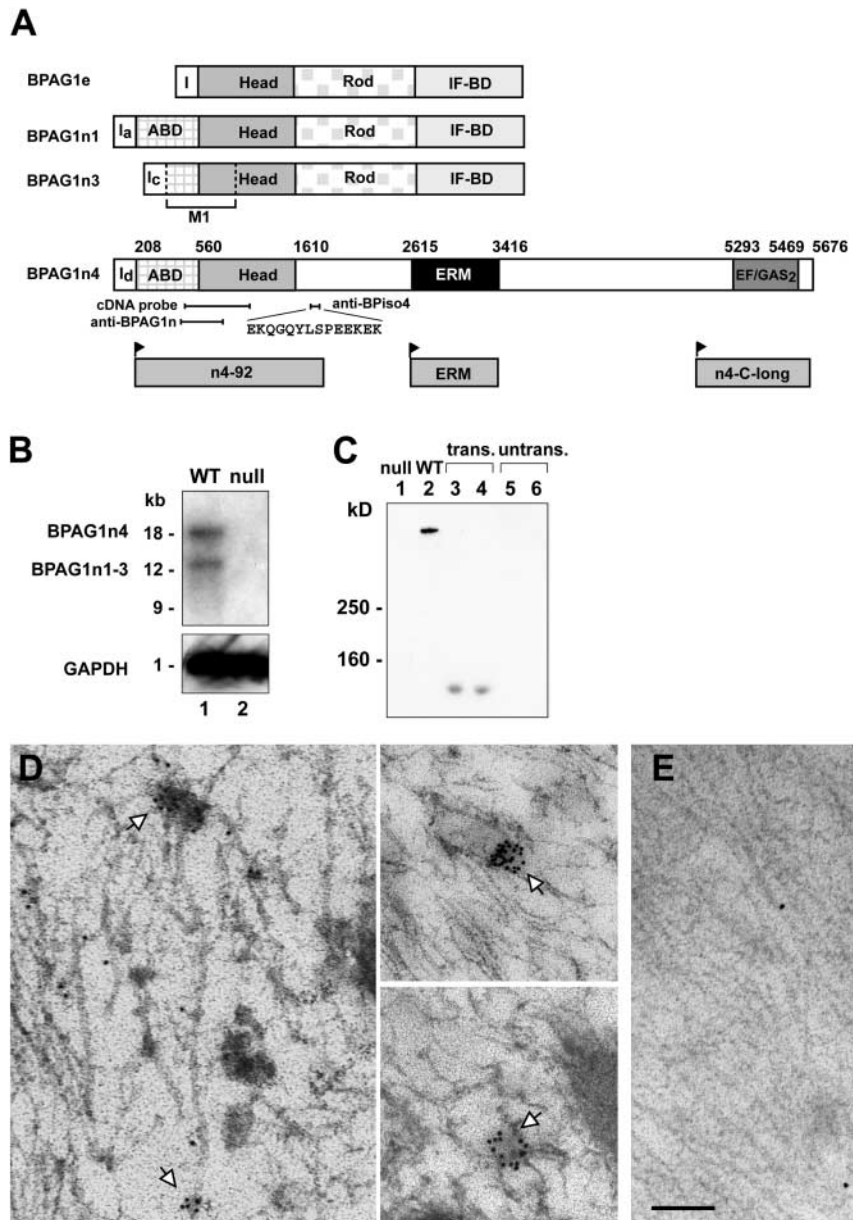 A
BPAG1e I Head Rod IF-BD
BPAG1n1 Ia ABD Head Rod IF-BD
BPAG1n3 Ic Head Rod IF-BD
M1
208 560 1610 2615 3416 5293 5469 5676
BPAG1n4 Id ABD Head ERM EF/GAS2
cDNA probe anti-BPiso4
anti-BPAG1n
EKQGQYLSPEEKEK
n4-92 ERM n4-C-long
B
WT null
kb
BPAG1n4 18 -
BPAG1n1-3 12 -
9 -
GAPDH 1 -
1 2
C
trans. untrans.
null WT
1 2 3 4 5 6
kD
250 -
160 -
D
E